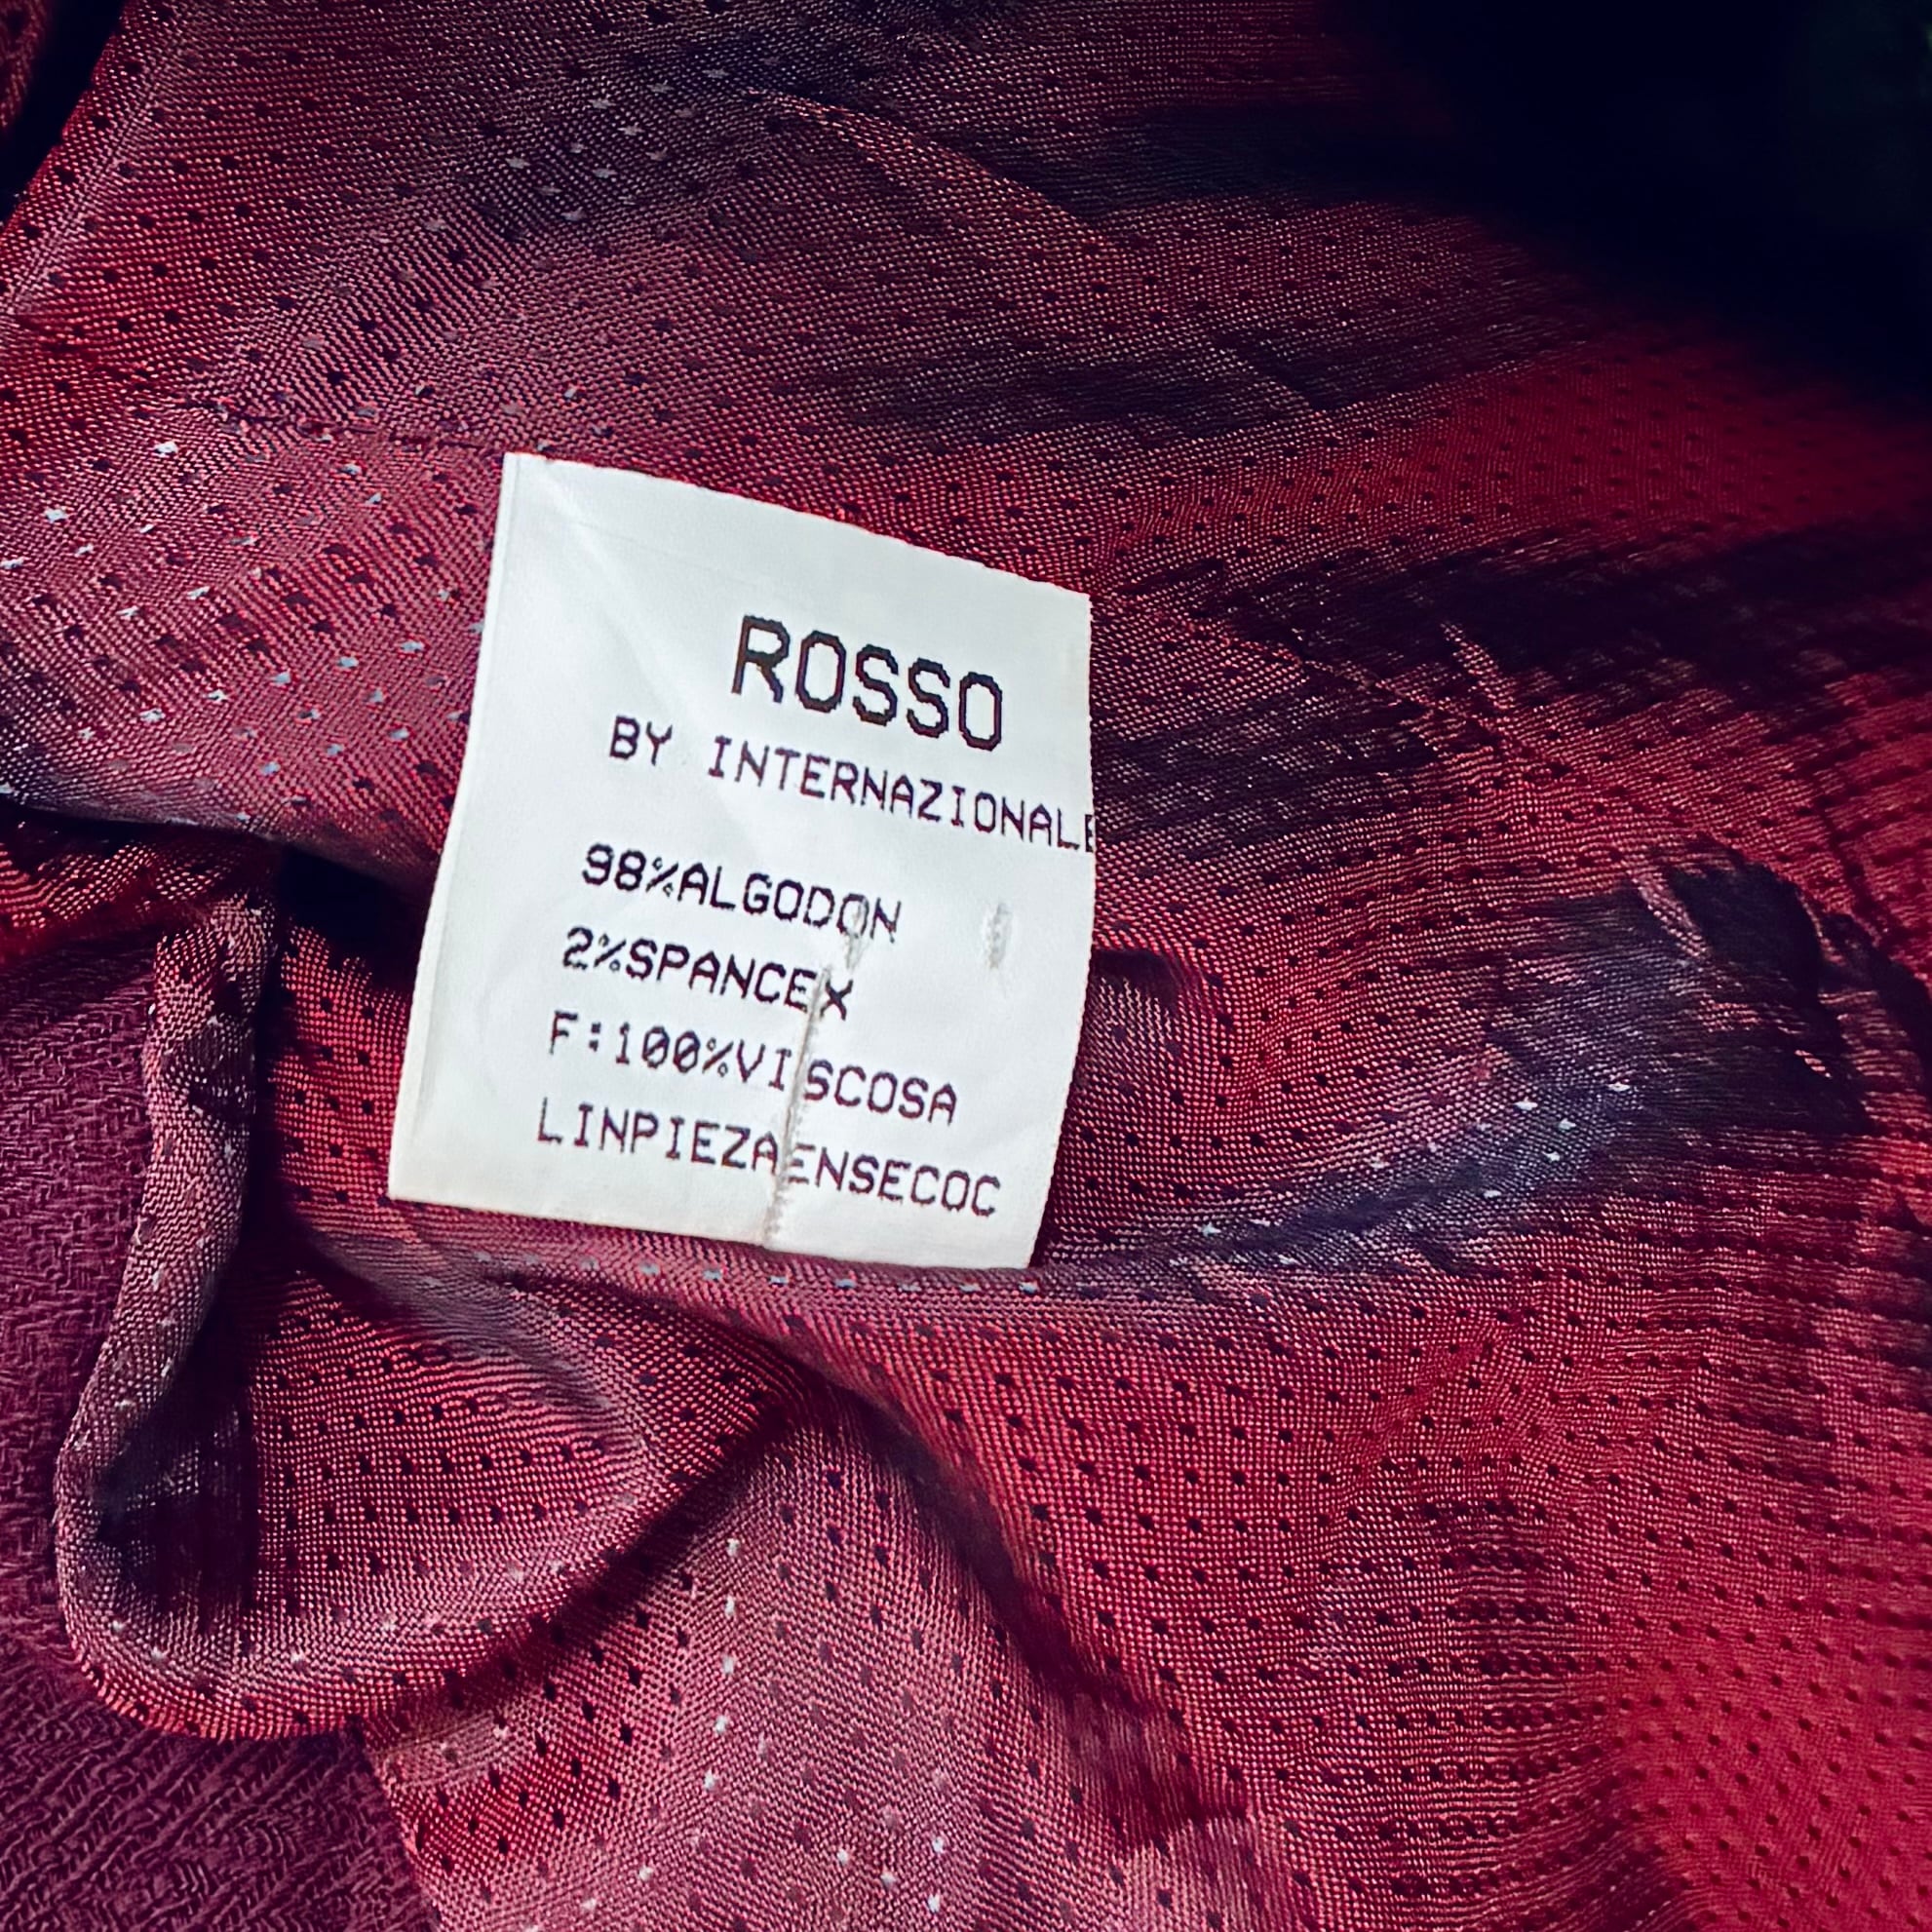 ROSSO
BY INTERNAZIONALE
98%ALGODON
2%SPANCEX
F:100%VISCOSA
LINPIEZAENSECOC